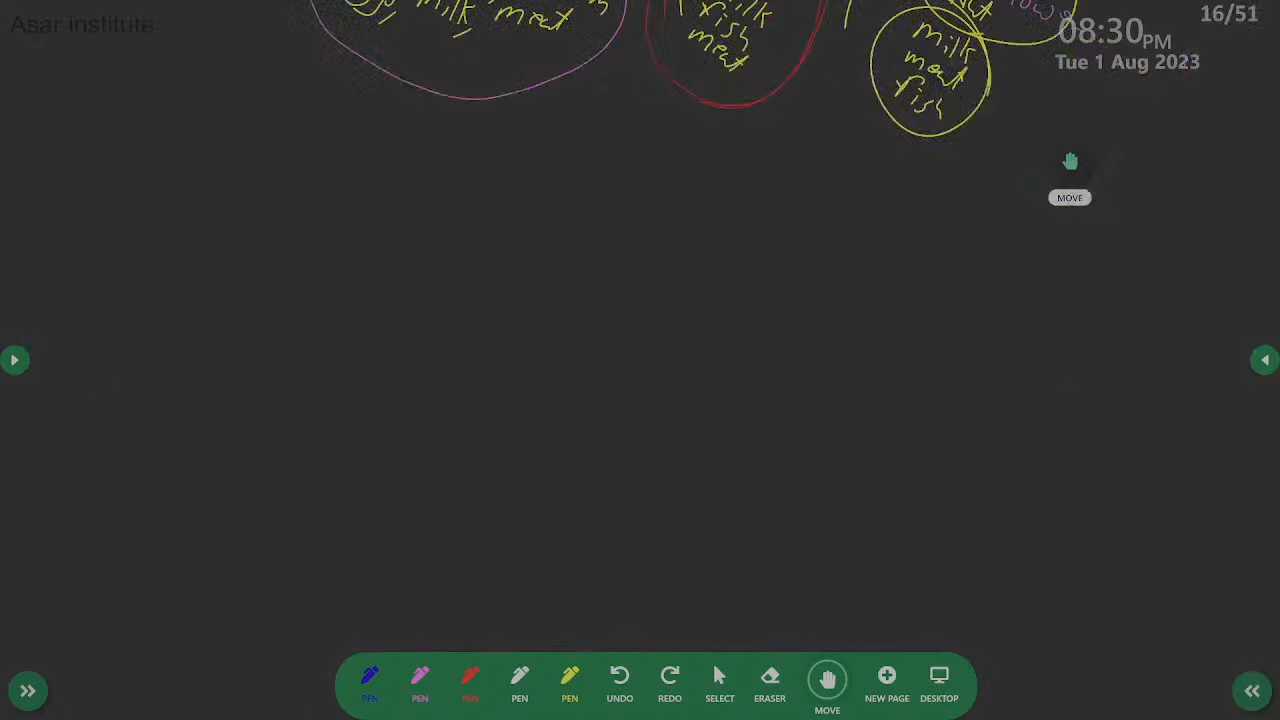 Asar institute
16/51
08:30PM
Tue 1 Aug 2023
milk meat
milk
fish
meat
milk
meat
fish
MOVE
PEN PEN PEN PEN PEN UNDO REDO SELECT ERASER MOVE NEW PAGE DESKTOP